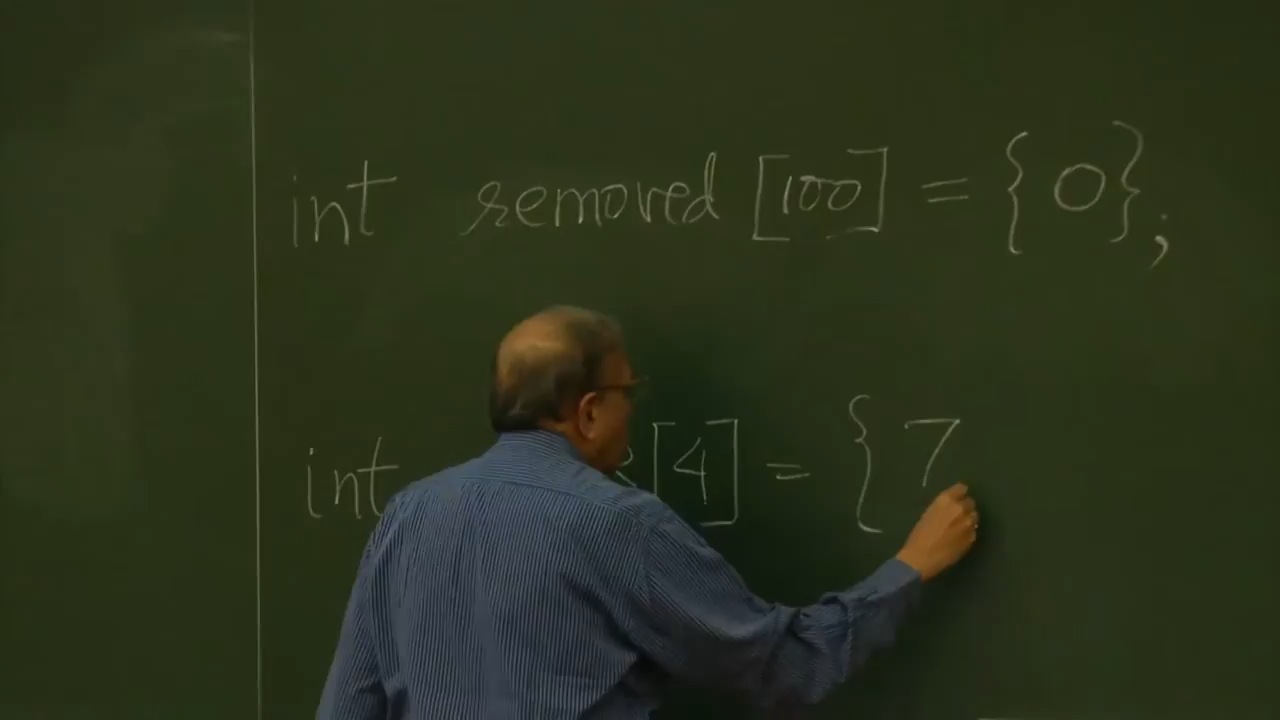 int removed [100] = { 0 };
int [4] = { 7